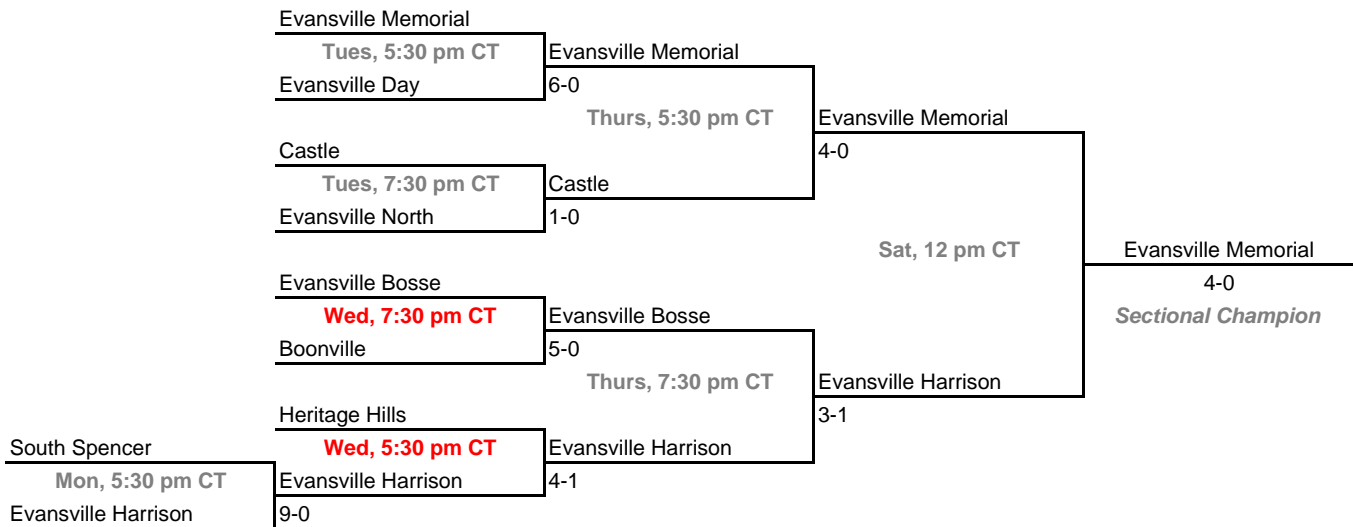 Evansville Memorial
Tues, 5:30 pm CT
Evansville Memorial
Evansville Day
6-0
Thurs, 5:30 pm CT
Evansville Memorial
Castle
4-0
Tues, 7:30 pm CT
Castle
Evansville North
1-0
Sat, 12 pm CT
Evansville Memorial
Evansville Bosse
4-0
Wed, 7:30 pm CT
Evansville Bosse
Sectional Champion
Boonville
5-0
Thurs, 7:30 pm CT
Evansville Harrison
Heritage Hills
3-1
South Spencer
Wed, 5:30 pm CT
Evansville Harrison
Mon, 5:30 pm CT
Evansville Harrison
4-1
Evansville Harrison
9-0